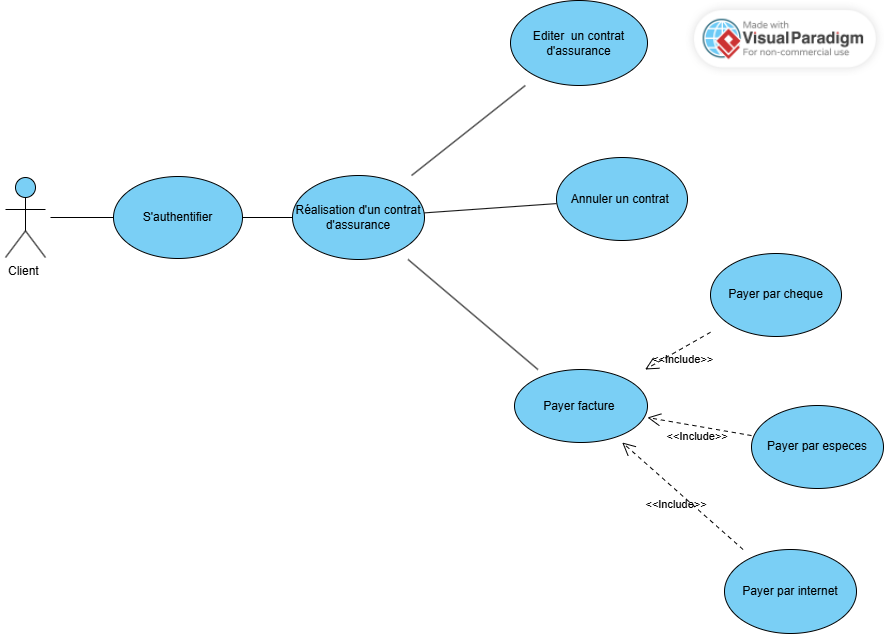 Editer  un contrat
d'assurance
Made with
Visual Paradigm
For non-commercial use
S'authentifier
Réalisation d'un contrat
d'assurance
Annuler un contrat
Client
Payer par cheque
<<Include>>
Payer facture
<<Include>>
Payer par especes
<<Include>>
Payer par internet